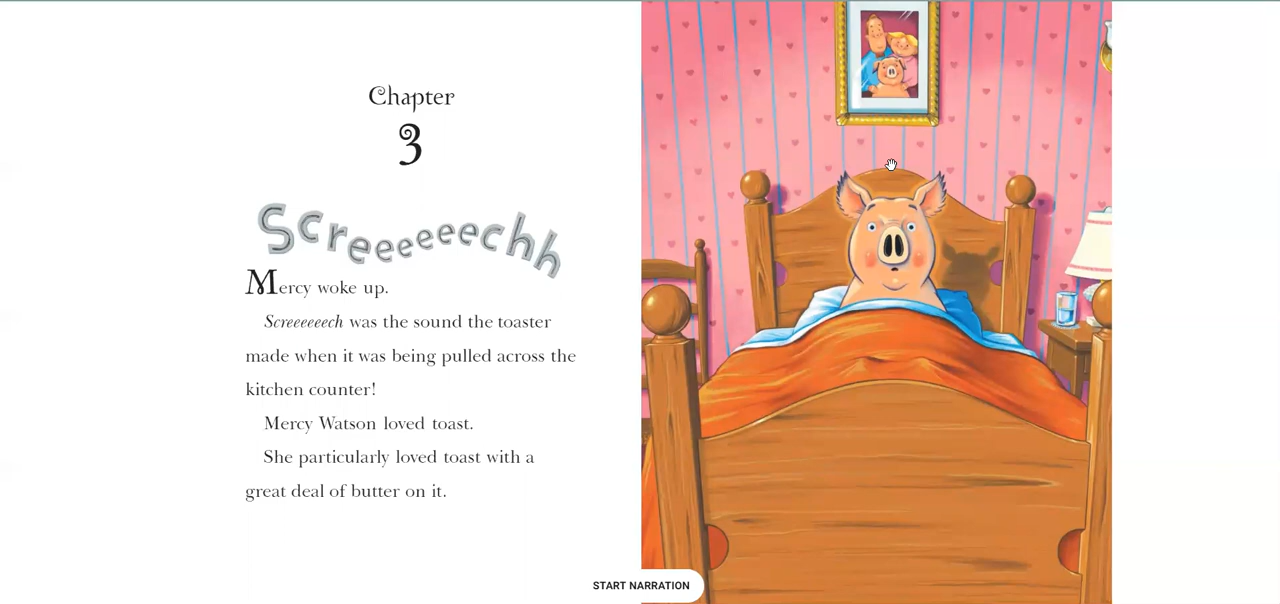 Chapter
3
Screeeeeechh
Mercy woke up.
Screeeeeech was the sound the toaster
made when it was being pulled across the
kitchen counter!
Mercy Watson loved toast.
She particularly loved toast with a
great deal of butter on it.
START NARRATION